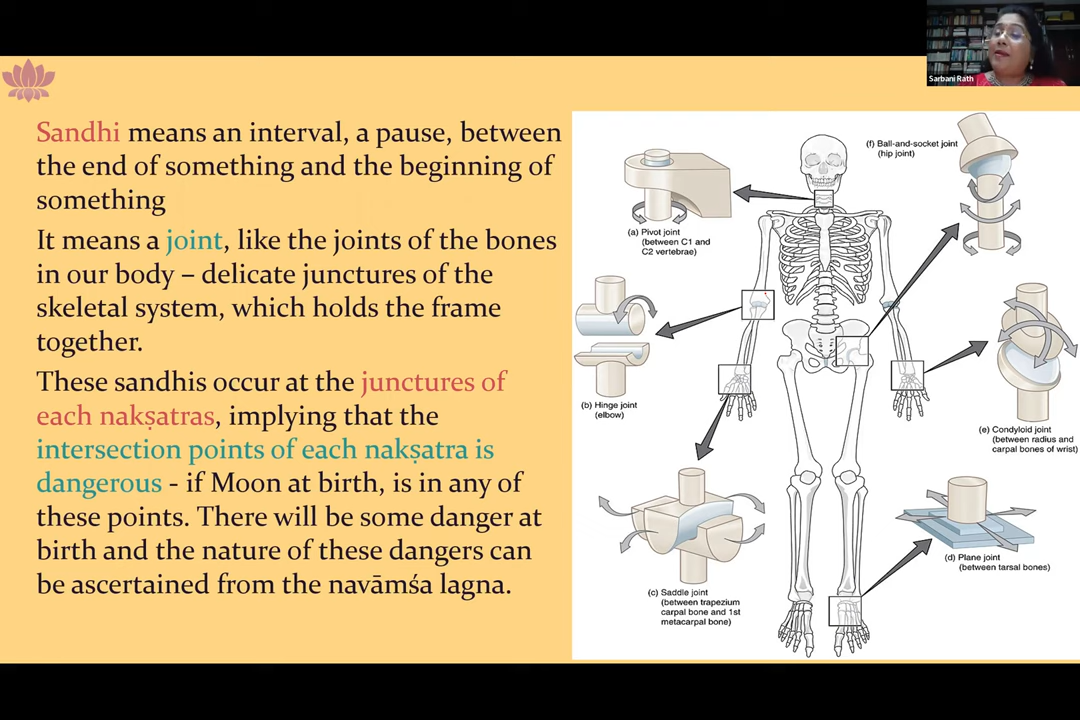 Sarbani Rath
Sandhi means an interval, a pause, between
the end of something and the beginning of
something
It means a joint, like the joints of the bones
in our body – delicate junctures of the
skeletal system, which holds the frame
together.
These sandhis occur at the junctures of
each nakṣatras, implying that the
intersection points of each nakṣatra is
dangerous - if Moon at birth, is in any of
these points. There will be some danger at
birth and the nature of these dangers can
be ascertained from the navāmśa lagna.
(a) Pivot joint
(between C1 and
C2 vertebrae)
(f) Ball-and-socket joint
(hip joint)
(b) Hinge joint
(elbow)
(e) Condyloid joint
(between radius and
carpal bones of wrist)
(c) Saddle joint
(between trapezium
carpal bone and 1st
metacarpal bone)
(d) Plane joint
(between tarsal bones)